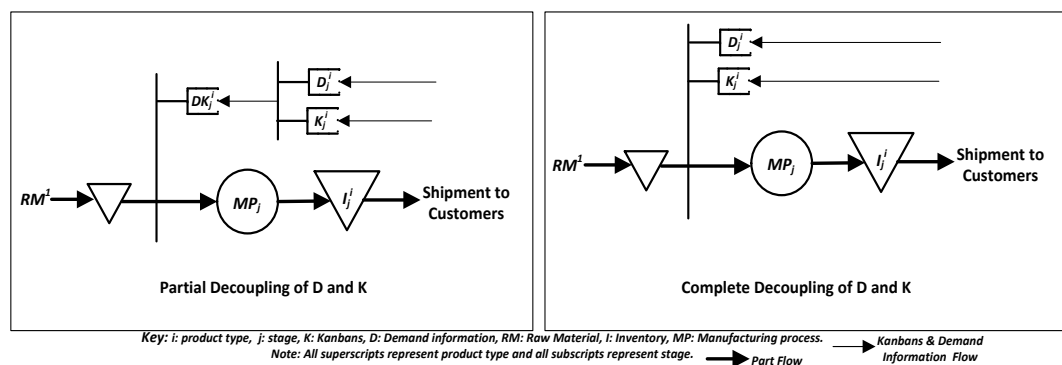 D_j^i
DK_j^i
K_j^i
RM^1
MP_j
I_j^i
Shipment to
Customers
Partial Decoupling of D and K
D_j^i
K_j^i
RM^1
MP_j
I_j^i
Shipment to
Customers
Complete Decoupling of D and K
Key: i: product type, j: stage, K: Kanbans, D: Demand information, RM: Raw Material, I: Inventory, MP: Manufacturing process.
Note: All superscripts represent product type and all subscripts represent stage.
Part Flow
Kanbans & Demand
Information Flow